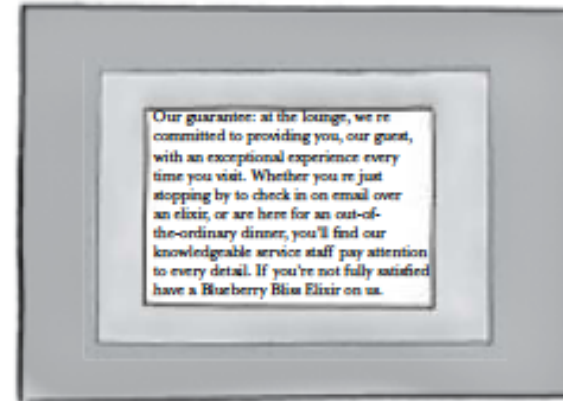 Our guarantee: at the lounge, we re
committed to providing you, our guest,
with an exceptional experience every
time you visit. Whether you re just
stopping by to check in on email over
an elixir, or are here for an out-of-
the-ordinary dinner, you'll find our
knowledgeable service staff pay attention
to every detail. If you're not fully satisfied
have a Blueberry Bliss Elixir on us.